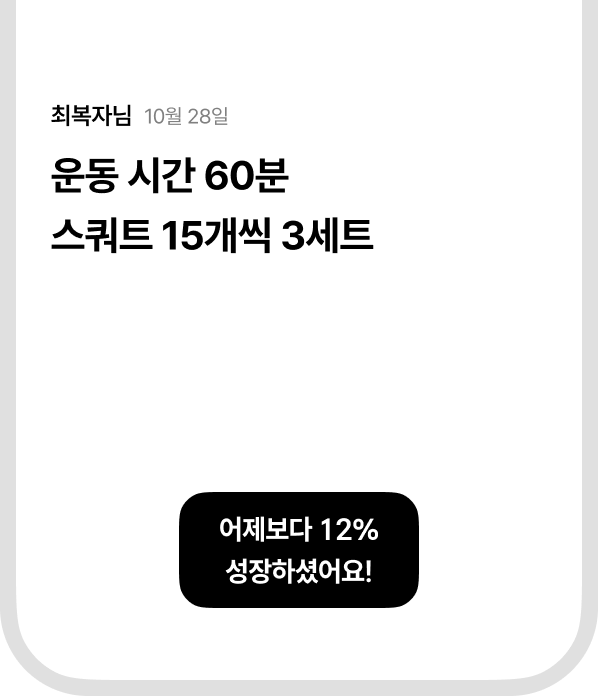 최복자님 10월 28일
운동 시간 60분
스쿼트 15개씩 3세트
어제보다 12%
성장하셨어요!